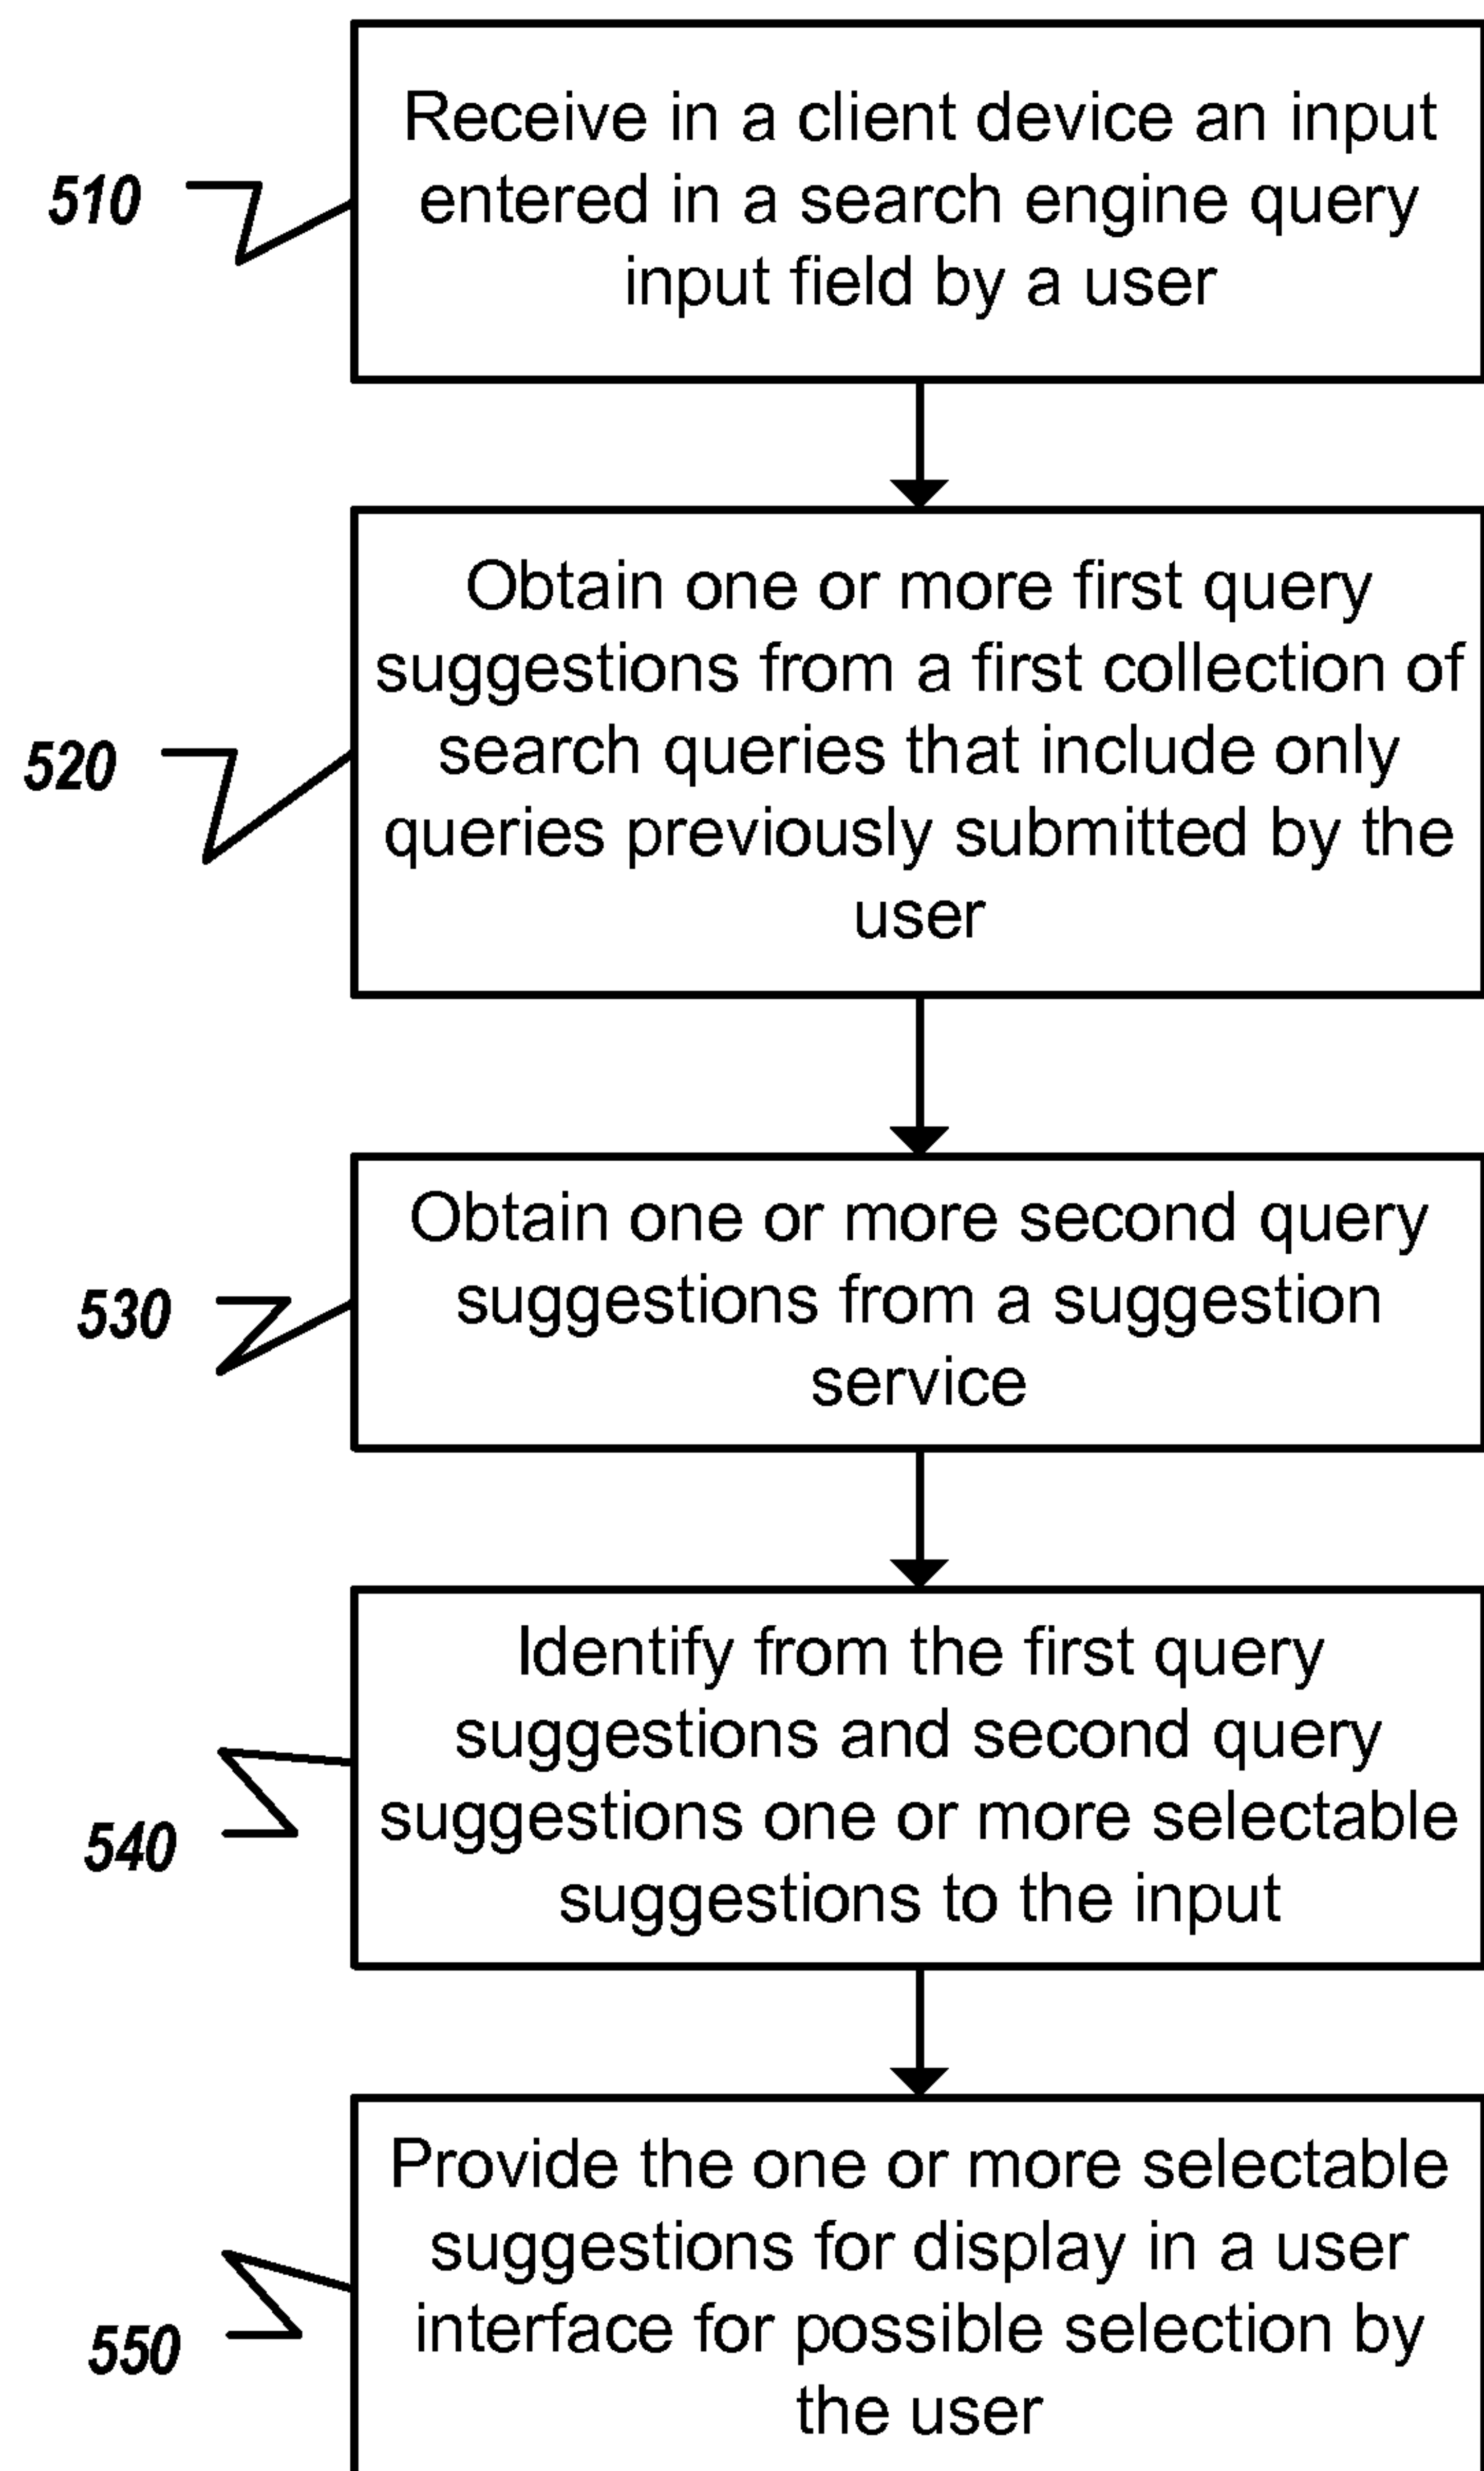 510
Receive in a client device an input
entered in a search engine query
input field by a user
520
Obtain one or more first query
suggestions from a first collection of
search queries that include only
queries previously submitted by the
user
530
Obtain one or more second query
suggestions from a suggestion
service
540
Identify from the first query
suggestions and second query
suggestions one or more selectable
suggestions to the input
550
Provide the one or more selectable
suggestions for display in a user
interface for possible selection by
the user